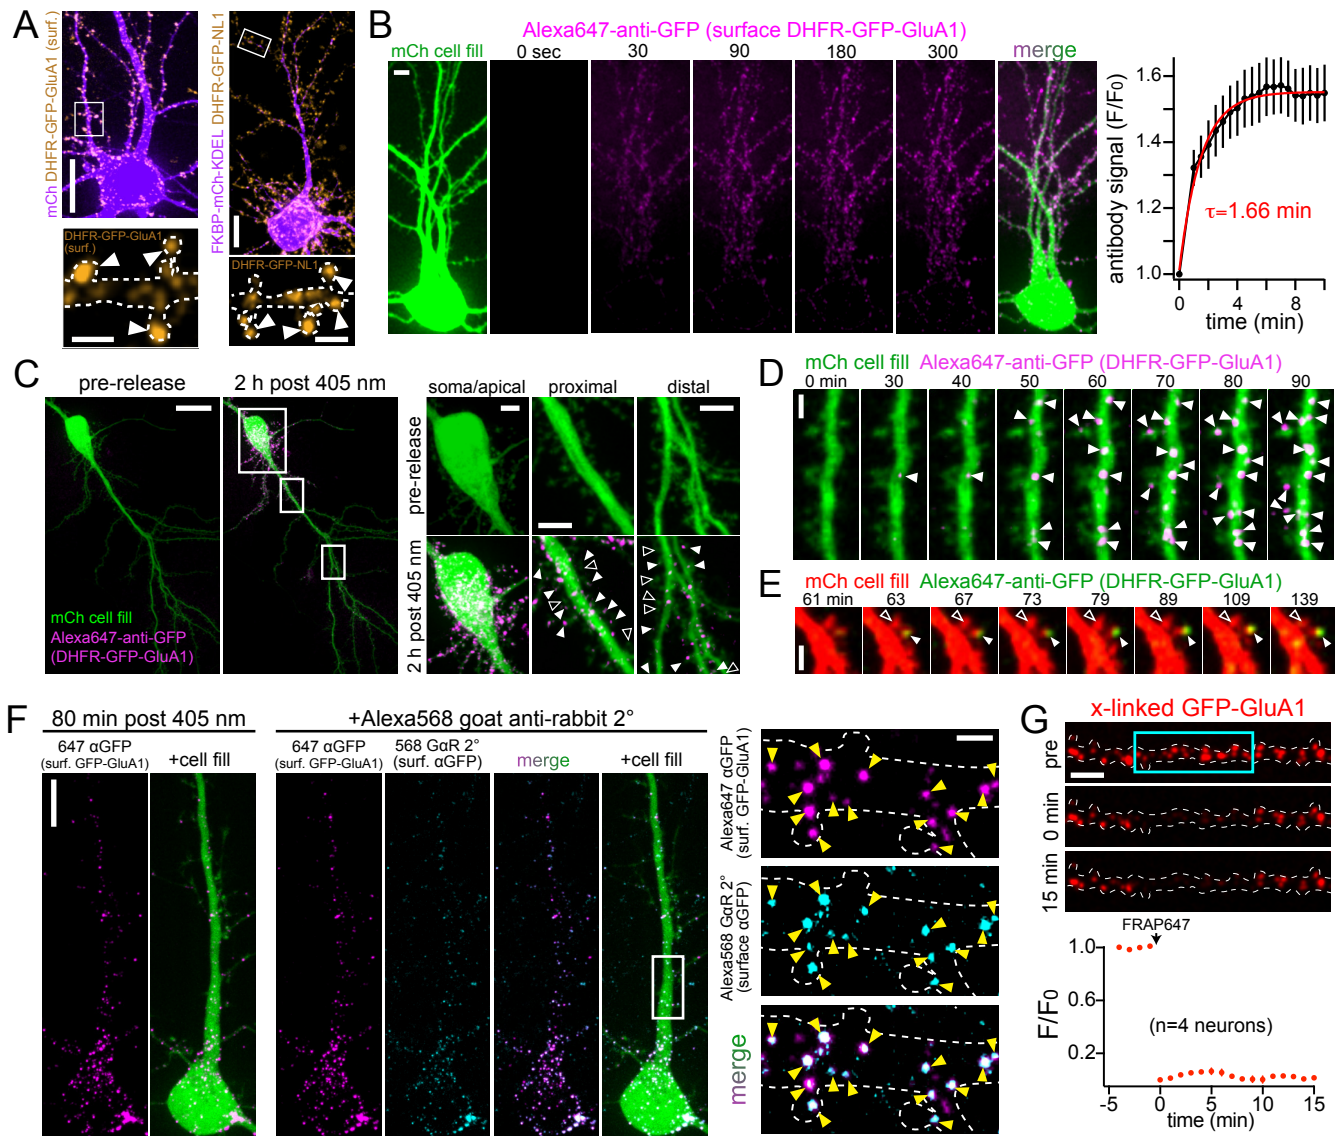 A
mCh DHFR-GFP-GluA1 (surf.)
FKBP-mCh-KDEL DHFR-GFP-NL1
DHFR-GFP-GluA1
(surf.)
DHFR-GFP-NL1
B
Alexa647-anti-GFP (surface DHFR-GFP-GluA1)
mCh cell fill 0 sec 30 90 180 300 merge
antibody signal (F/F0)
1.6
1.4
1.2
1.0
τ=1.66 min
0 4 8
time (min)
C
pre-release 2 h post 405 nm
mCh cell fill
Alexa647-anti-GFP
(DHFR-GFP-GluA1)
soma/apical proximal distal
pre-release
2 h post 405 nm
D
mCh cell fill Alexa647-anti-GFP (DHFR-GFP-GluA1)
0 min 30 40 50 60 70 80 90
E
mCh cell fill Alexa647-anti-GFP (DHFR-GFP-GluA1)
61 min 63 67 73 79 89 109 139
F
80 min post 405 nm +Alexa568 goat anti-rabbit 2°
647 αGFP
(surf. GFP-GluA1)
+cell fill
647 αGFP
(surf. GFP-GluA1)
568 GαR 2°
(surf. αGFP)
merge
+cell fill
Alexa647 αGFP
(surf. GFP-GluA1)
Alexa568 GαR 2°
(surface αGFP)
merge
G
x-linked GFP-GluA1
pre
0 min
15 min
FRAP647
F/F0
1.0
0.6
0.2
(n=4 neurons)
-5 0 5 10 15
time (min)